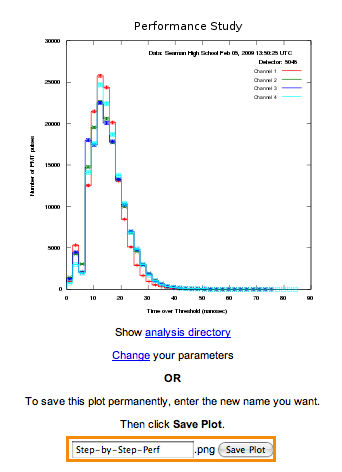 Performance Study
Data: Seaman High School Feb 05, 2009 13:50:25 UTC
Detector: 5045
Channel 1
Channel 2
Channel 3
Channel 4
Number of PMT pulses
30000
25000
20000
15000
10000
5000
0
0 10 20 30 40 50 60 70 80 90
Time over Threshold (nanosec)
Show analysis directory
Change your parameters
OR
To save this plot permanently, enter the new name you want.
Then click Save Plot.
Step-by-Step-Perf .png Save Plot